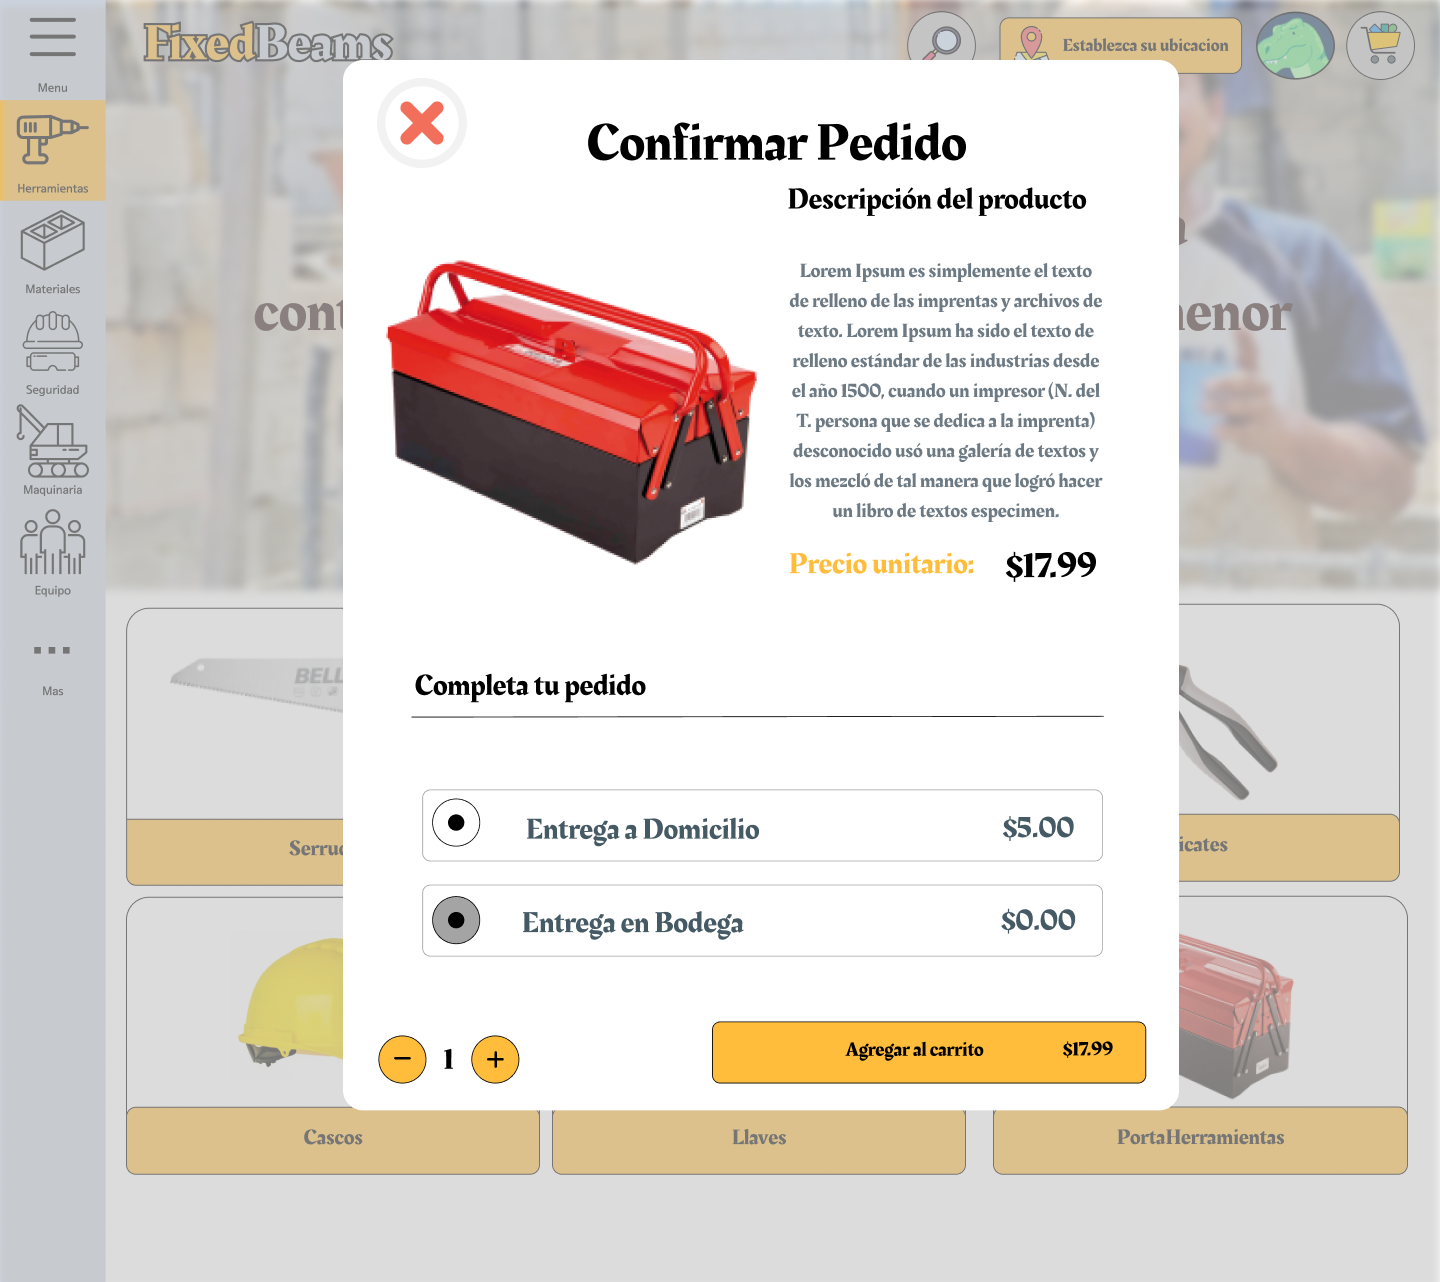 FixedBeams
Establezca su ubicacion
Menu
Herramientas
Materiales
Seguridad
Maquinaria
Equipo
Mas
Confirmar Pedido
Descripción del producto
Lorem Ipsum es simplemente el texto
de relleno de las imprentas y archivos de
texto. Lorem Ipsum ha sido el texto de
relleno estándar de las industrias desde
el año 1500, cuando un impresor (N. del
T. persona que se dedica a la imprenta)
desconocido usó una galería de textos y
los mezcló de tal manera que logró hacer
un libro de textos especimen.
Precio unitario: $17.99
Completa tu pedido
Entrega a Domicilio $5.00
Entrega en Bodega $0.00
1
Agregar al carrito $17.99
Cascos
Llaves
PortaHerramientas